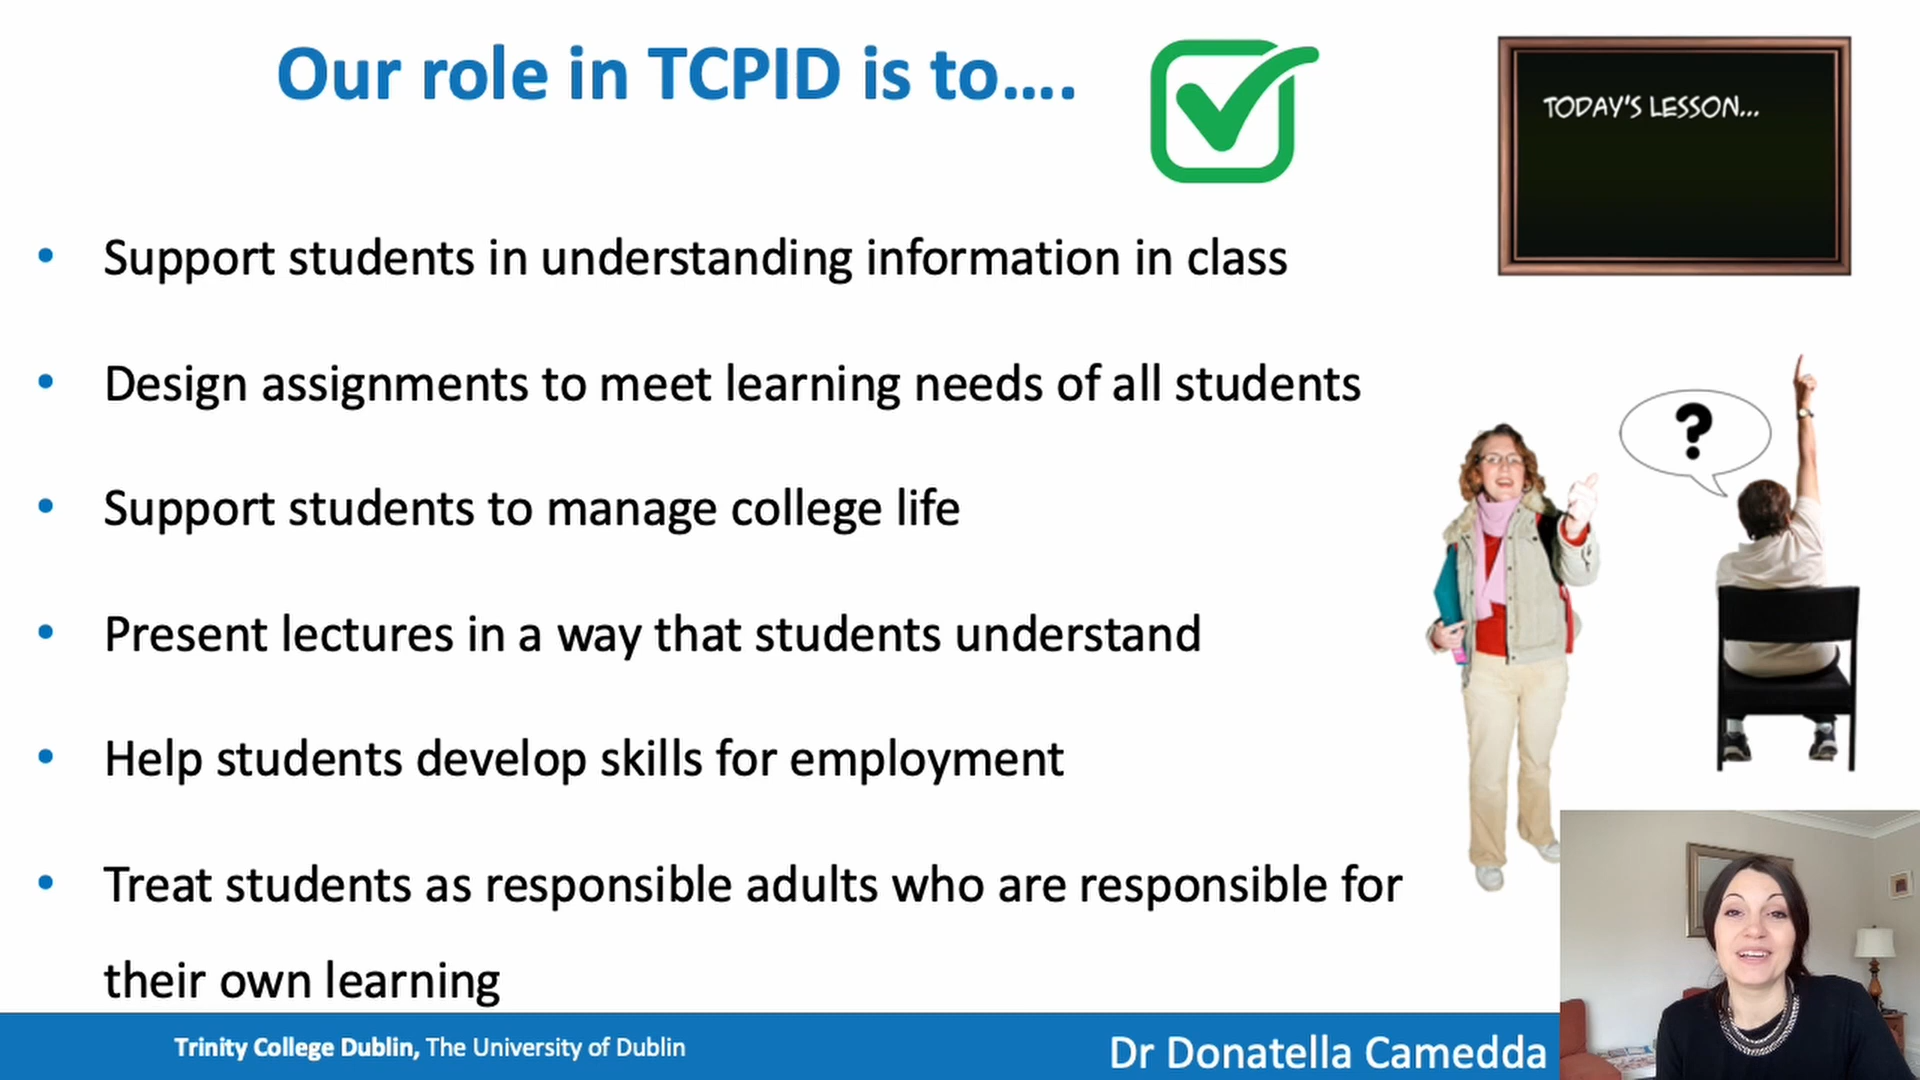 Our role in TCPID is to....
TODAY'S LESSON...
• Support students in understanding information in class
• Design assignments to meet learning needs of all students
?
• Support students to manage college life
• Present lectures in a way that students understand
• Help students develop skills for employment
• Treat students as responsible adults who are responsible for
their own learning
Trinity College Dublin, The University of Dublin
Dr Donatella Camedda